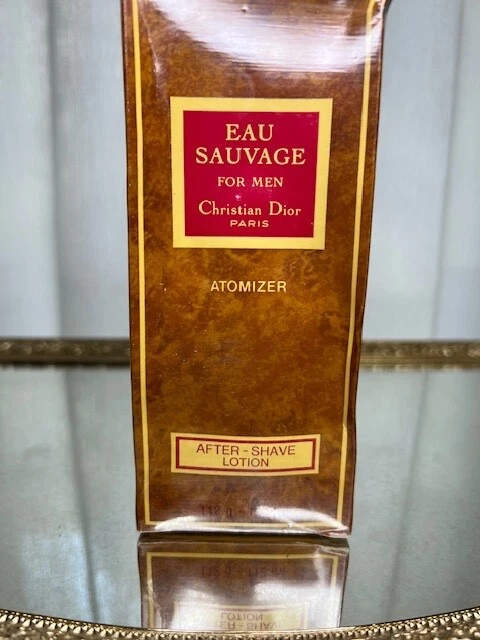 EAU
SAUVAGE
FOR MEN
Christian Dior
PARIS
ATOMIZER
AFTER - SHAVE
LOTION